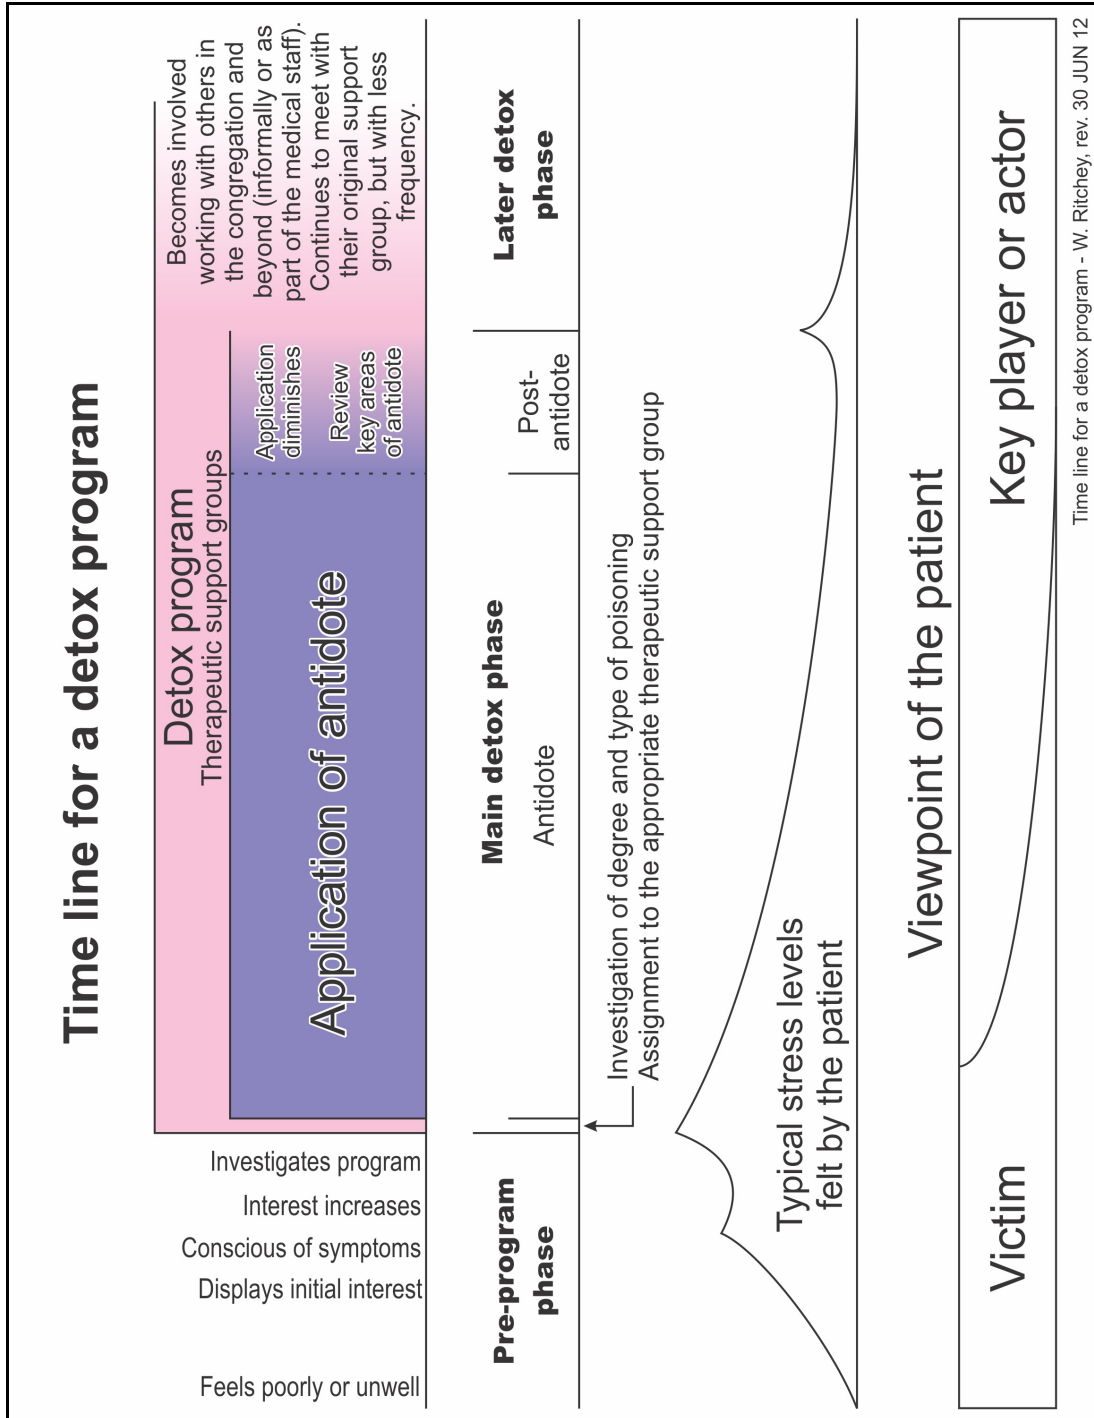 Time line for a detox program
Detox program
Therapeutic support groups
Application of antidote
Application
diminishes
Review
key areas
of antidote
Becomes involved
working with others in
the congregation and
beyond (informally or as
part of the medical staff).
Continues to meet with
their original support
group, but with less
frequency.
Feels poorly or unwell
Displays initial interest
Conscious of symptoms
Interest increases
Investigates program
Pre-program
phase
Main detox phase
Antidote
Post-
antidote
Later detox
phase
Investigation of degree and type of poisoning
Assignment to the appropriate therapeutic support group
Typical stress levels
felt by the patient
Viewpoint of the patient
Victim
Key player or actor
Time line for a detox program - W. Ritchey, rev. 30 JUN 12